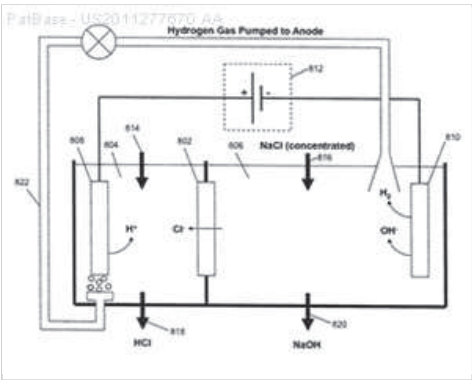 PatBase - US2011277670 AA
Hydrogen Gas Pumped to Anode
812
+ -
808
804
814
802
806
NaCl (concentrated)
816
810
822
H₂
H⁺
Cl-
OH-
818
820
HCl
NaOH